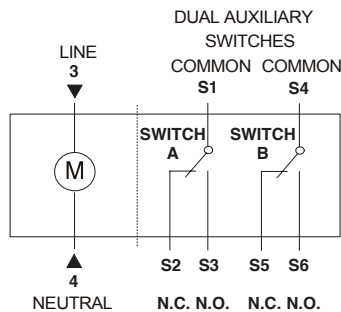 DUAL AUXILIARY
SWITCHES
LINE
COMMON COMMON
3
S1
S4
SWITCH
A
SWITCH
B
M
S2 S3 S5 S6
4
NEUTRAL
N.C. N.O. N.C. N.O.